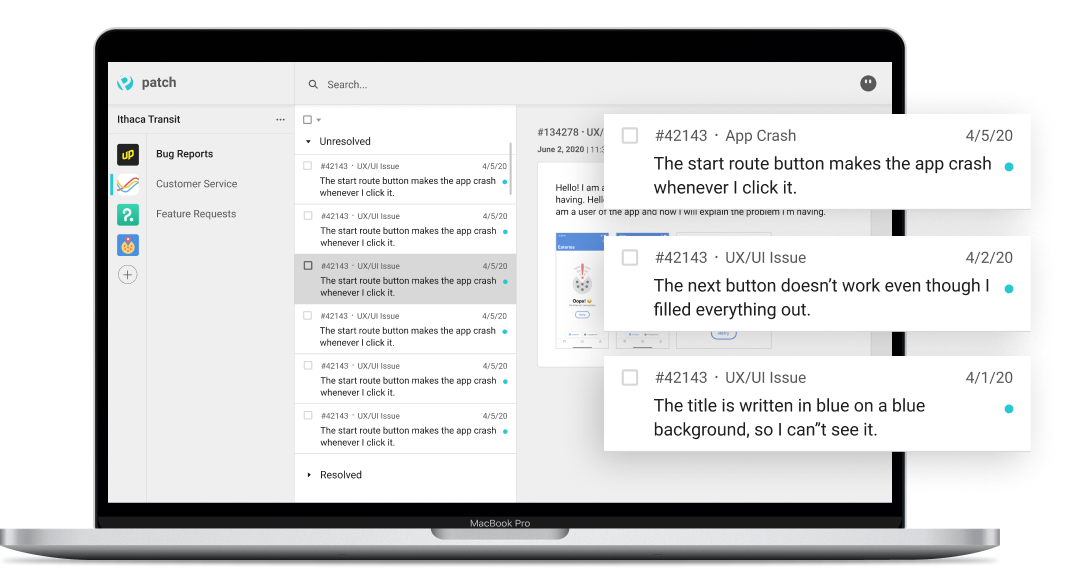 patch
Search...
Ithaca Transit
Bug Reports
Customer Service
Feature Requests
up
?
Unresolved
#42143 · UX/UI Issue 4/5/20
The start route button makes the app crash
whenever I click it.
#42143 · UX/UI Issue 4/5/20
The start route button makes the app crash
whenever I click it.
#42143 · UX/UI Issue 4/5/20
The start route button makes the app crash
whenever I click it.
#42143 · UX/UI Issue 4/5/20
The start route button makes the app crash
whenever I click it.
#42143 · UX/UI Issue 4/5/20
The start route button makes the app crash
whenever I click it.
#42143 · UX/UI Issue 4/5/20
The start route button makes the app crash
whenever I click it.
Resolved
#134278 · UX/
June 2, 2020 | 11:3
Hello! I am a
having. Hell
am a user of the app and now I will explain the problem I'm having.
Eateries
Oops!
Retry
#42143 · App Crash 4/5/20
The start route button makes the app crash
whenever I click it.
#42143 · UX/UI Issue 4/2/20
The next button doesn’t work even though I
filled everything out.
#42143 · UX/UI Issue 4/1/20
The title is written in blue on a blue
background, so I can”t see it.
MacBook Pro